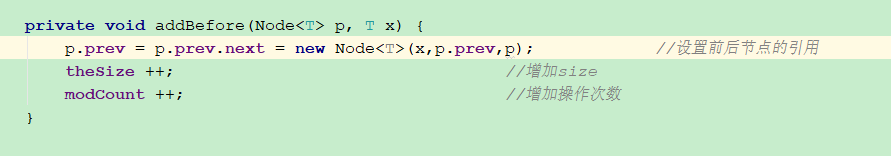 private void addBefore(Node<T> p, T x) {
p.prev = p.prev.next = new Node<T>(x,p.prev,p); //设置前后节点的引用
theSize ++; //增加size
modCount ++; //增加操作次数
}